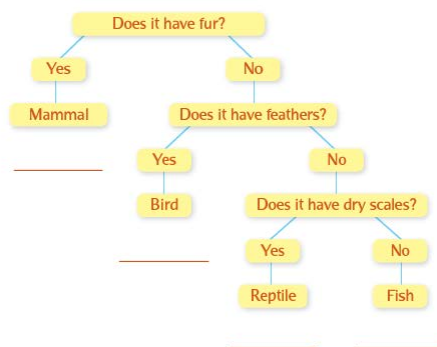 Does it have fur?
Yes
No
Mammal
Does it have feathers?
Yes
No
Bird
Does it have dry scales?
Yes
No
Reptile
Fish